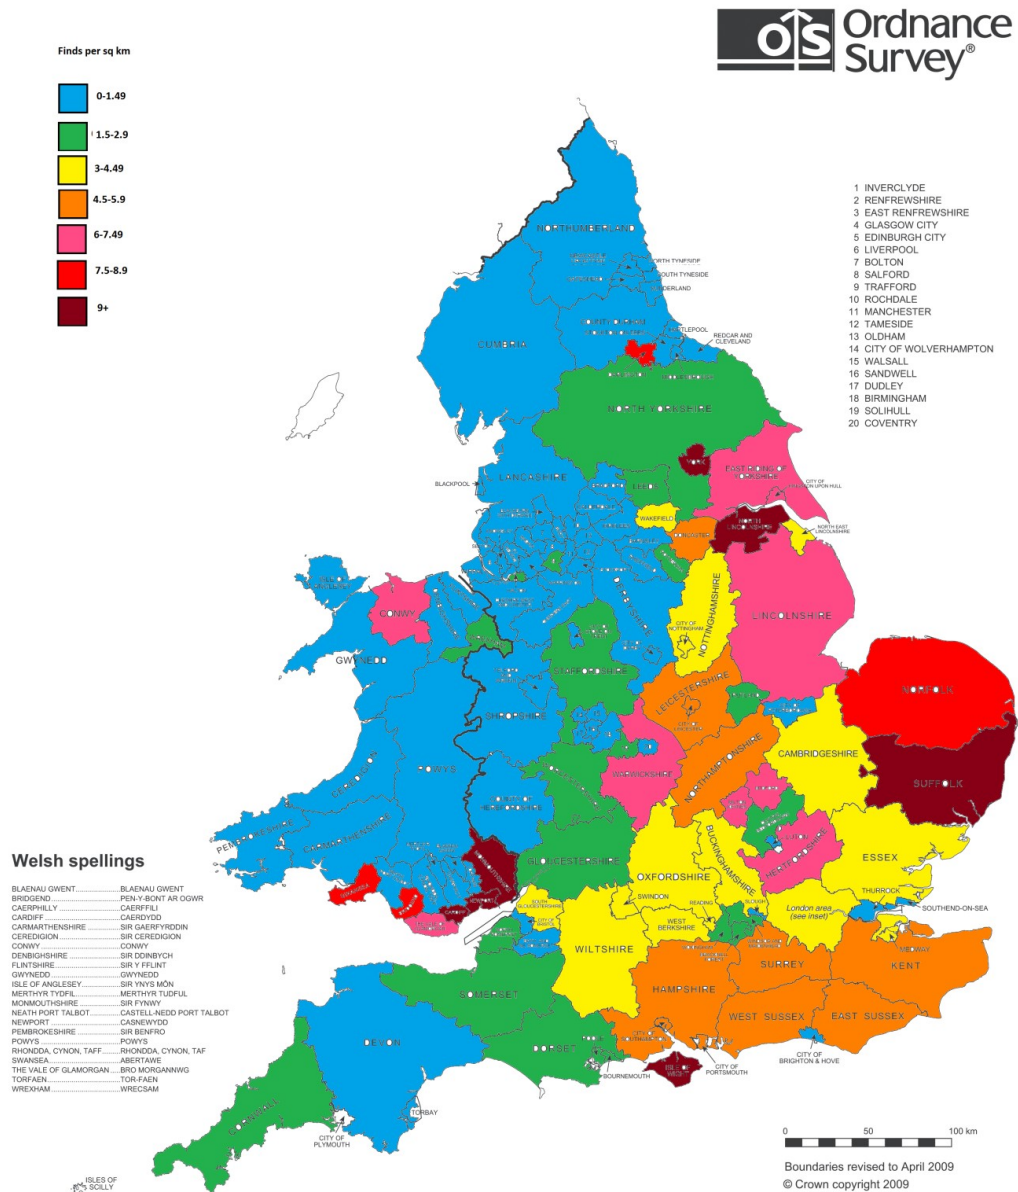 Ordnance
Survey®
Finds per sq km
0-1.49
1.5-2.9
3-4.49
4.5-5.9
6-7.49
7.5-8.9
9+
1 INVERCLYDE
2 RENFREWSHIRE
3 EAST RENFREWSHIRE
4 GLASGOW CITY
5 EDINBURGH CITY
6 LIVERPOOL
7 BOLTON
8 SALFORD
9 TRAFFORD
10 ROCHDALE
11 MANCHESTER
12 TAMESIDE
13 OLDHAM
14 CITY OF WOLVERHAMPTON
15 WALSALL
16 SANDWELL
17 DUDLEY
18 BIRMINGHAM
19 SOLIHULL
20 COVENTRY
NORTHUMBERLAND
NORTH TYNESIDE
SOUTH TYNESIDE
REDCAR AND
CLEVELAND
CUMBRIA
NORTH YORKSHIRE
LANCASHIRE
BLACKPOOL
LEEDS
YORK
EAST RIDING OF
YORKSHIRE
WAKEFIELD
NORTH
LINCOLNSHIRE
NORTH EAST
LINCOLNSHIRE
CONWY
GWYNEDD
NOTTINGHAMSHIRE
CITY OF
NOTTINGHAM
LINCOLNSHIRE
STAFFORDSHIRE
LEICESTERSHIRE
SHROPSHIRE
NORFOLK
CAMBRIDGESHIRE
SUFFOLK
POWYS
WARWICKSHIRE
NORTHAMPTONSHIRE
CEREDIGION
PEMBROKESHIRE
CARMARTHENSHIRE
GLOUCESTERSHIRE
OXFORDSHIRE
BUCKINGHAMSHIRE
HERTFORDSHIRE
ESSEX
THURROCK
SOUTHEND-ON-SEA
London area
(see inset)
SOUTH
GLOUCESTERSHIRE
CITY OF
BRISTOL
SWINDON
READING
SLOUGH
WEST
BERKSHIRE
WILTSHIRE
MEDWAY
SURREY
KENT
HAMPSHIRE
WEST SUSSEX
EAST SUSSEX
SOMERSET
DEVON
DORSET
BOURNEMOUTH
ISLE OF
WIGHT
CITY OF
PORTSMOUTH
CITY OF
BRIGHTON & HOVE
CORNWALL
TORBAY
CITY OF
PLYMOUTH
ISLES OF
SCILLY
Welsh spellings
BLAENAU GWENT BLAENAU GWENT
BRIDGEND PEN-Y-BONT AR OGWR
CAERPHILLY CAERFFILI
CARDIFF CAERDYDD
CARMARTHENSHIRE SIR GAERFYRDDIN
CEREDIGION SIR CEREDIGION
CONWY CONWY
DENBIGHSHIRE SIR DDINBYCH
FLINTSHIRE SIR Y FFLINT
GWYNEDD GWYNEDD
ISLE OF ANGLESEY SIR YNYS MÔN
MERTHYR TYDFIL MERTHYR TUDFUL
MONMOUTHSHIRE SIR FYNWY
NEATH PORT TALBOT CASTELL-NEDD PORT TALBOT
NEWPORT CASNEWYDD
PEMBROKESHIRE SIR BENFRO
POWYS POWYS
RHONDDA, CYNON, TAFF RHONDDA, CYNON, TAF
SWANSEA ABERTAWE
THE VALE OF GLAMORGAN BRO MORGANNWG
TORFAEN TOR-FAEN
WREXHAM WRECSAM
0 50 100 km
Boundaries revised to April 2009
© Crown copyright 2009